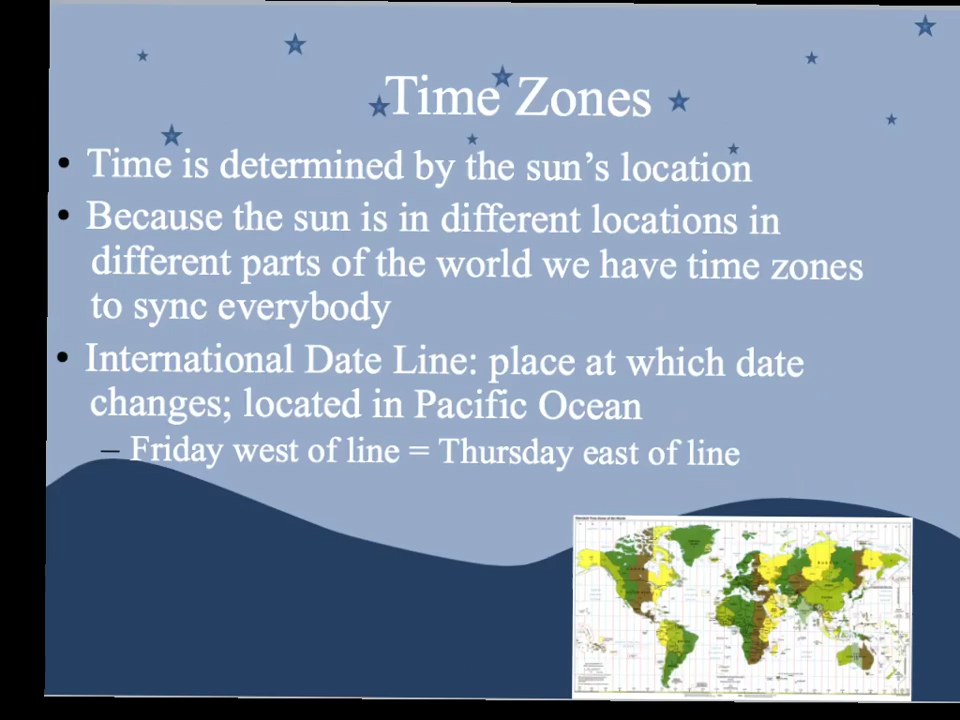 Time Zones
• Time is determined by the sun's location
• Because the sun is in different locations in
different parts of the world we have time zones
to sync everybody
• International Date Line: place at which date
changes; located in Pacific Ocean
– Friday west of line = Thursday east of line